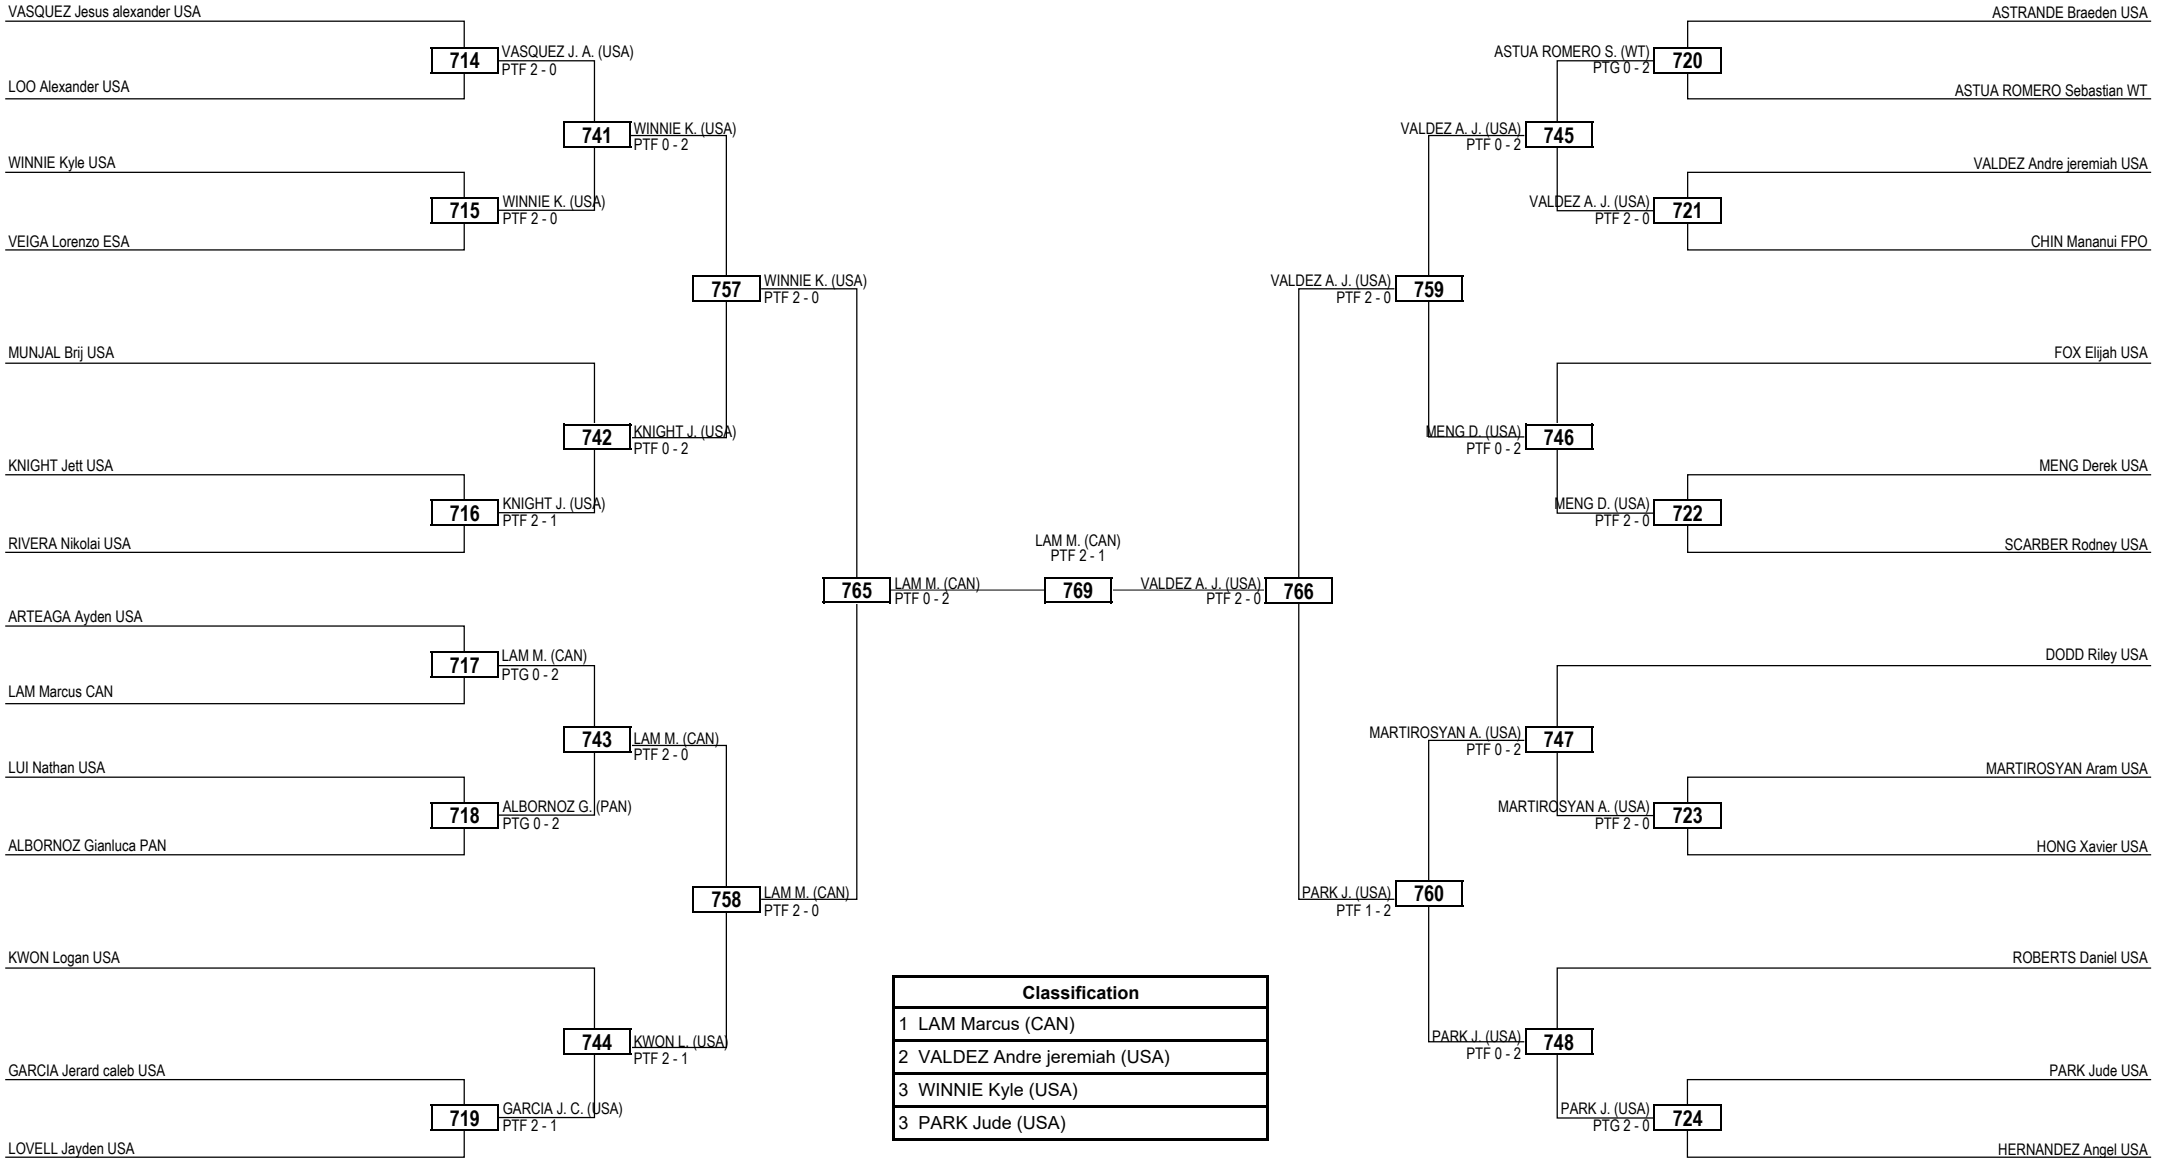 VASQUEZ Jesus alexander USA
LOO Alexander USA
WINNIE Kyle USA
VEIGA Lorenzo ESA
MUNJAL Brij USA
KNIGHT Jett USA
RIVERA Nikolai USA
ARTEAGA Ayden USA
LAM Marcus CAN
LUI Nathan USA
ALBORNOZ Gianluca PAN
KWON Logan USA
GARCIA Jerard caleb USA
LOVELL Jayden USA
714
VASQUEZ J. A. (USA)
PTF 2 - 0
715
WINNIE K. (USA)
PTF 2 - 0
716
KNIGHT J. (USA)
PTF 2 - 1
717
LAM M. (CAN)
PTG 0 - 2
718
ALBORNOZ G. (PAN)
PTG 0 - 2
719
GARCIA J. C. (USA)
PTF 2 - 1
741
WINNIE K. (USA)
PTF 0 - 2
742
KNIGHT J. (USA)
PTF 0 - 2
743
LAM M. (CAN)
PTF 2 - 0
744
KWON L. (USA)
PTF 2 - 1
757
WINNIE K. (USA)
PTF 2 - 0
758
LAM M. (CAN)
PTF 2 - 0
765
LAM M. (CAN)
PTF 0 - 2
LAM M. (CAN)
PTF 2 - 1
769
VALDEZ A. J. (USA)
PTF 2 - 0
766
VALDEZ A. J. (USA)
PTF 2 - 0
759
PARK J. (USA)
PTF 1 - 2
760
VALDEZ A. J. (USA)
PTF 0 - 2
745
MENG D. (USA)
PTF 0 - 2
746
MARTIROSYAN A. (USA)
PTF 0 - 2
747
PARK J. (USA)
PTF 0 - 2
748
ASTUA ROMERO S. (WT)
PTG 0 - 2
720
VALDEZ A. J. (USA)
PTF 2 - 0
721
MENG D. (USA)
PTF 2 - 0
722
MARTIROSYAN A. (USA)
PTF 2 - 0
723
PARK J. (USA)
PTG 2 - 0
724
ASTRANDE Braeden USA
ASTUA ROMERO Sebastian WT
VALDEZ Andre jeremiah USA
CHIN Mananui FPO
FOX Elijah USA
MENG Derek USA
SCARBER Rodney USA
DODD Riley USA
MARTIROSYAN Aram USA
HONG Xavier USA
ROBERTS Daniel USA
PARK Jude USA
HERNANDEZ Angel USA
Classification
1 LAM Marcus (CAN)
2 VALDEZ Andre jeremiah (USA)
3 WINNIE Kyle (USA)
3 PARK Jude (USA)